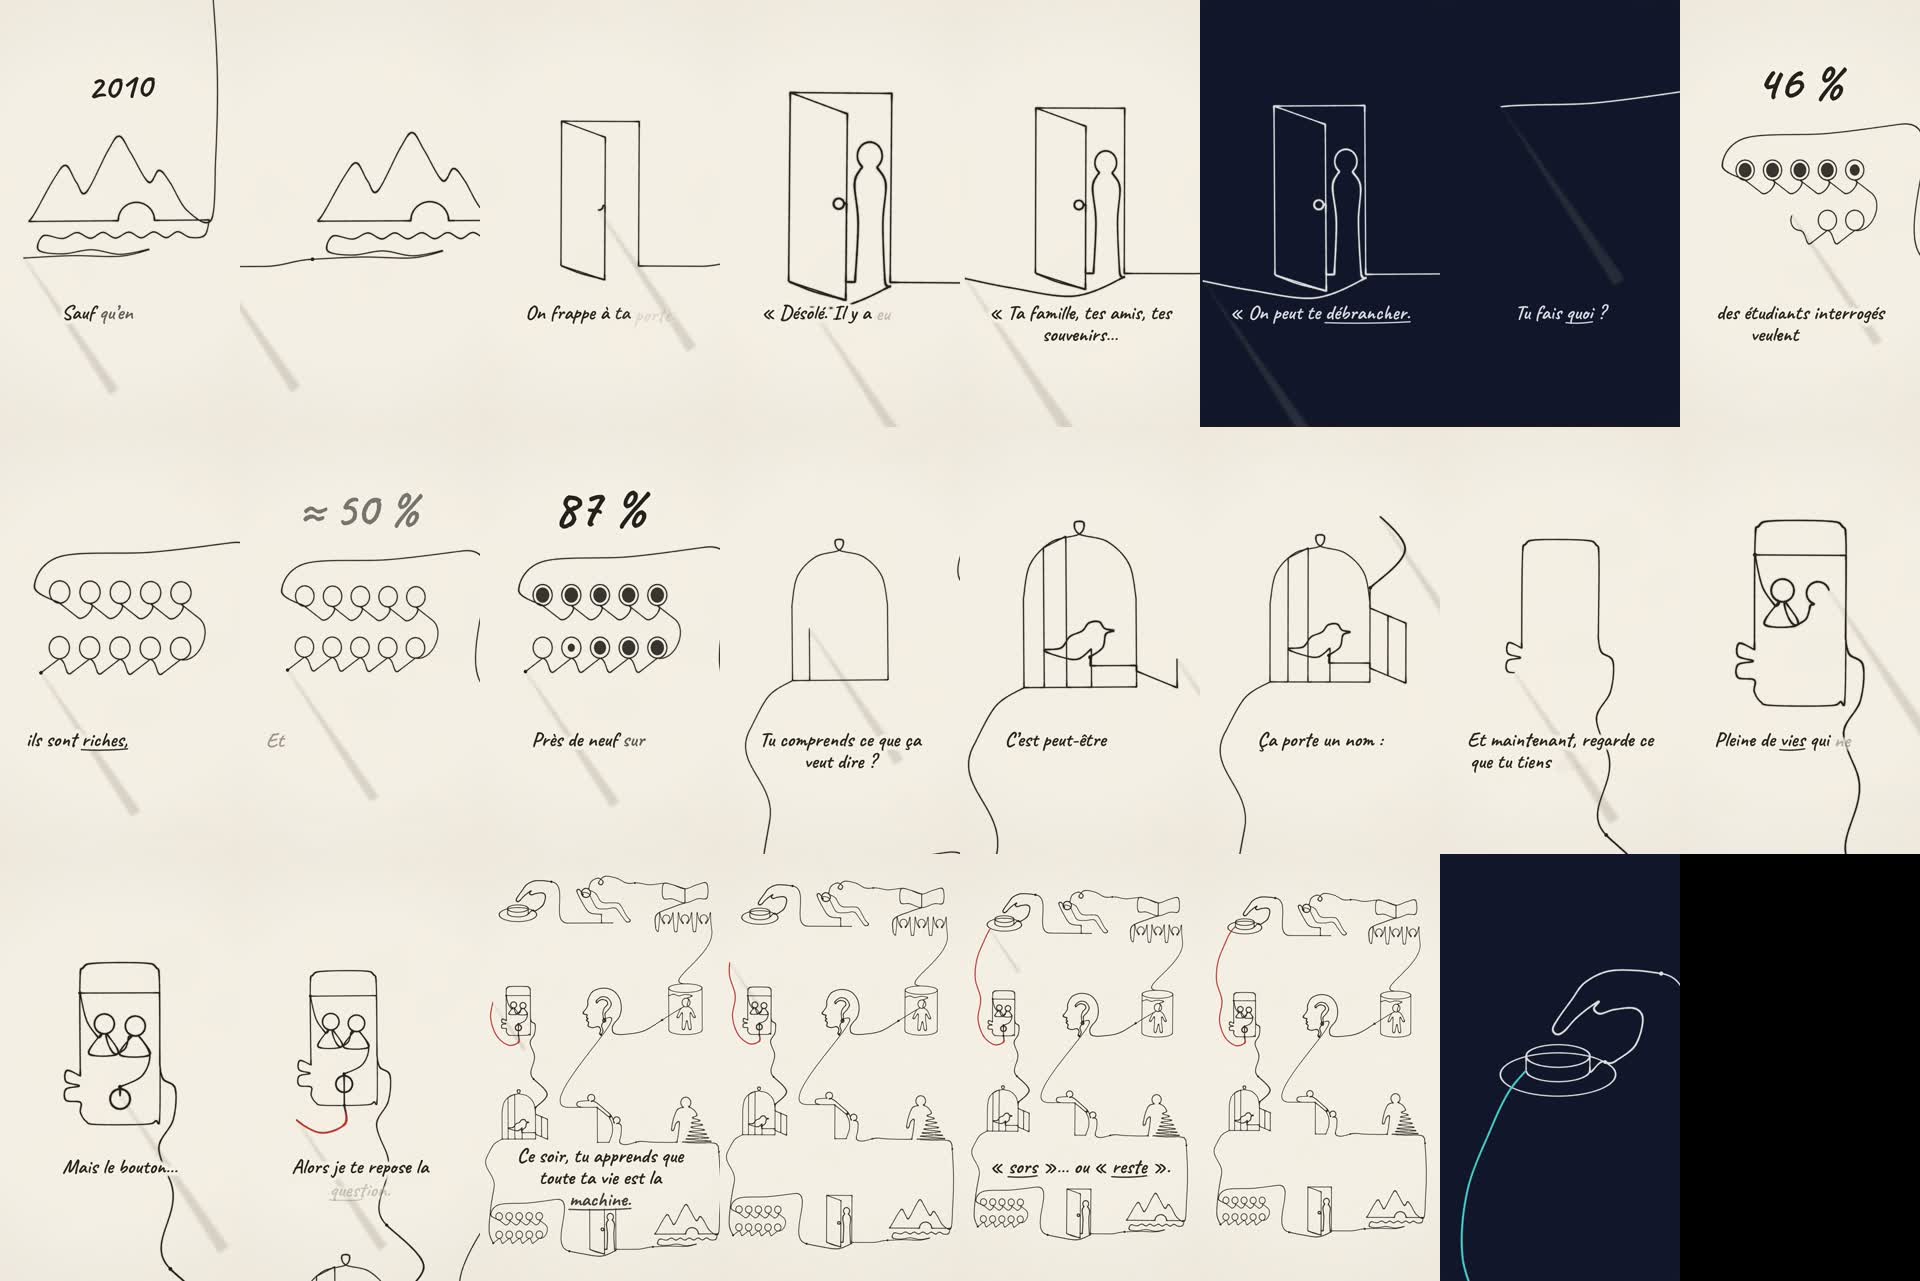 2010
Sauf qu'en
On frappe à ta porte
« Désolé. Il y a eu
« Ta famille, tes amis, tes
souvenirs...
« On peut te débrancher.
Tu fais quoi ?
46 %
des étudiants interrogés
veulent
ils sont riches,
≈ 50 %
Et
87 %
Près de neuf sur
Tu comprends ce que ça
veut dire ?
C'est peut-être
Ça porte un nom :
Et maintenant, regarde ce
que tu tiens
Pleine de vies qui ne
Mais le bouton...
Alors je te repose la
question.
Ce soir, tu apprends que
toute ta vie est la
machine.
« sors »... ou « reste ».